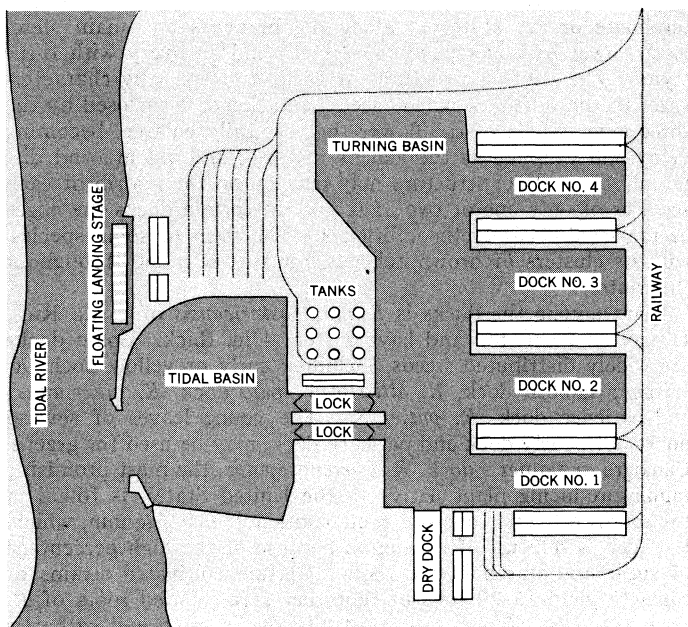 TURNING BASIN
DOCK NO. 4
FLOATING LANDING STAGE
DOCK NO. 3
RAILWAY
TANKS
TIDAL RIVER
TIDAL BASIN
DOCK NO. 2
LOCK
LOCK
DOCK NO. 1
DRY DOCK